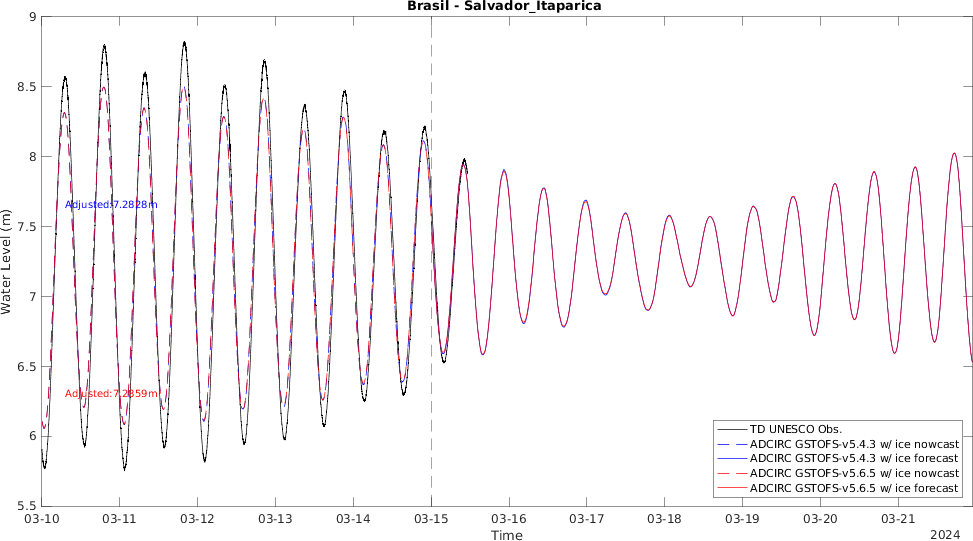 Brasil - Salvador_Itaparica
9
8.5
8
7.5
7
6.5
6
5.5
Water Level (m)
Adjusted:7.2828m
Adjusted:7.2859m
TD UNESCO Obs.
ADCIRC GSTOFS-v5.4.3 w/ ice nowcast
ADCIRC GSTOFS-v5.4.3 w/ ice forecast
ADCIRC GSTOFS-v5.6.5 w/ ice nowcast
ADCIRC GSTOFS-v5.6.5 w/ ice forecast
03-10 03-11 03-12 03-13 03-14 03-15 03-16 03-17 03-18 03-19 03-20 03-21
Time
2024